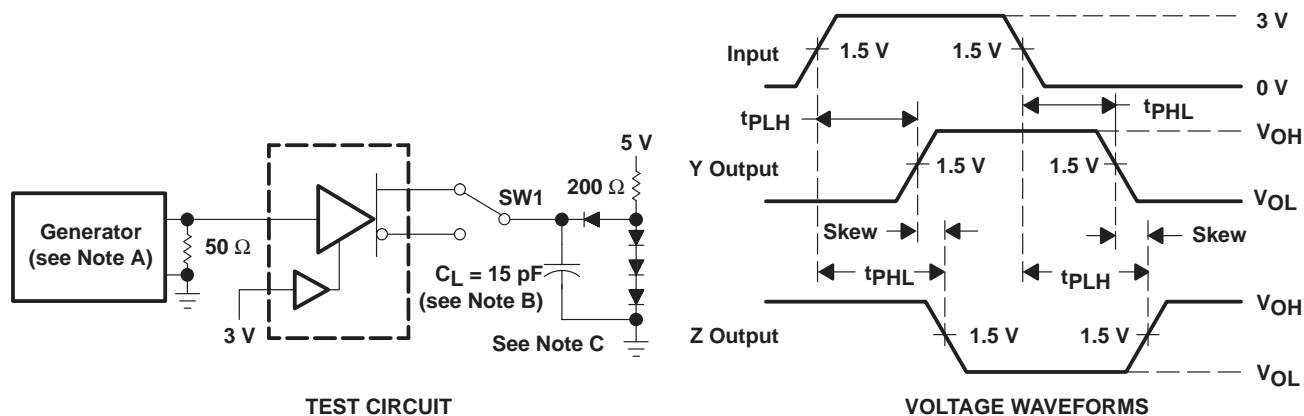 Generator
(see Note A)
50 Ω
3 V
SW1
CL = 15 pF
(see Note B)
See Note C
200 Ω
5 V
TEST CIRCUIT
Input
1.5 V
1.5 V
3 V
0 V
tPLH
tPHL
Y Output
1.5 V
1.5 V
VOH
VOL
Skew
Skew
tPHL
tPLH
Z Output
1.5 V
1.5 V
VOH
VOL
VOLTAGE WAVEFORMS